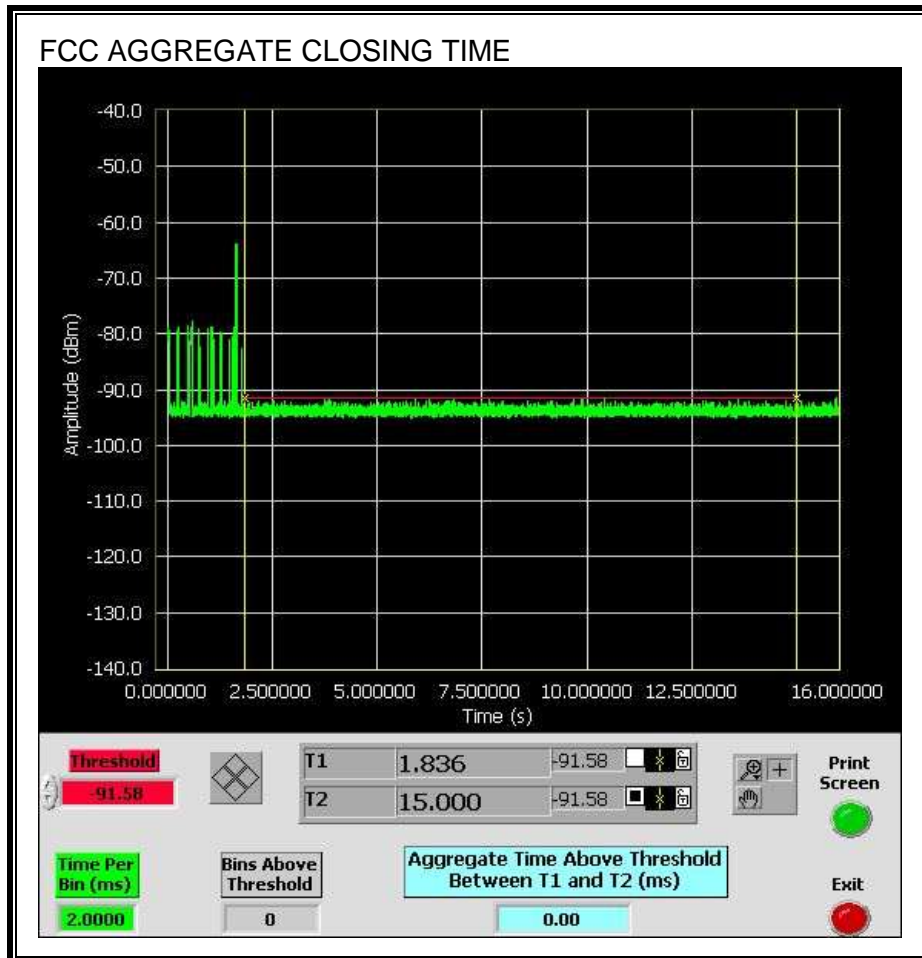 FCC AGGREGATE CLOSING TIME
Amplitude (dBm)
-40.0
-50.0
-60.0
-70.0
-80.0
-90.0
-100.0
-110.0
-120.0
-130.0
-140.0
0.000000 2.500000 5.000000 7.500000 10.000000 12.500000 16.000000
Time (s)
Threshold
-91.58
T1 1.836 -91.58
T2 15.000 -91.58
Print
Screen
Time Per
Bin (ms)
2.0000
Bins Above
Threshold
0
Aggregate Time Above Threshold
Between T1 and T2 (ms)
0.00
Exit